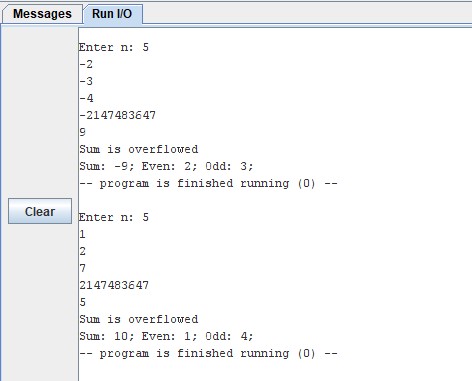 Messages Run I/O
Enter n: 5
-2
-3
-4
-2147483647
9
Sum is overflowed
Sum: -9; Even: 2; Odd: 3;
-- program is finished running (0) --
Clear
Enter n: 5
1
2
7
2147483647
5
Sum is overflowed
Sum: 10; Even: 1; Odd: 4;
-- program is finished running (0) --